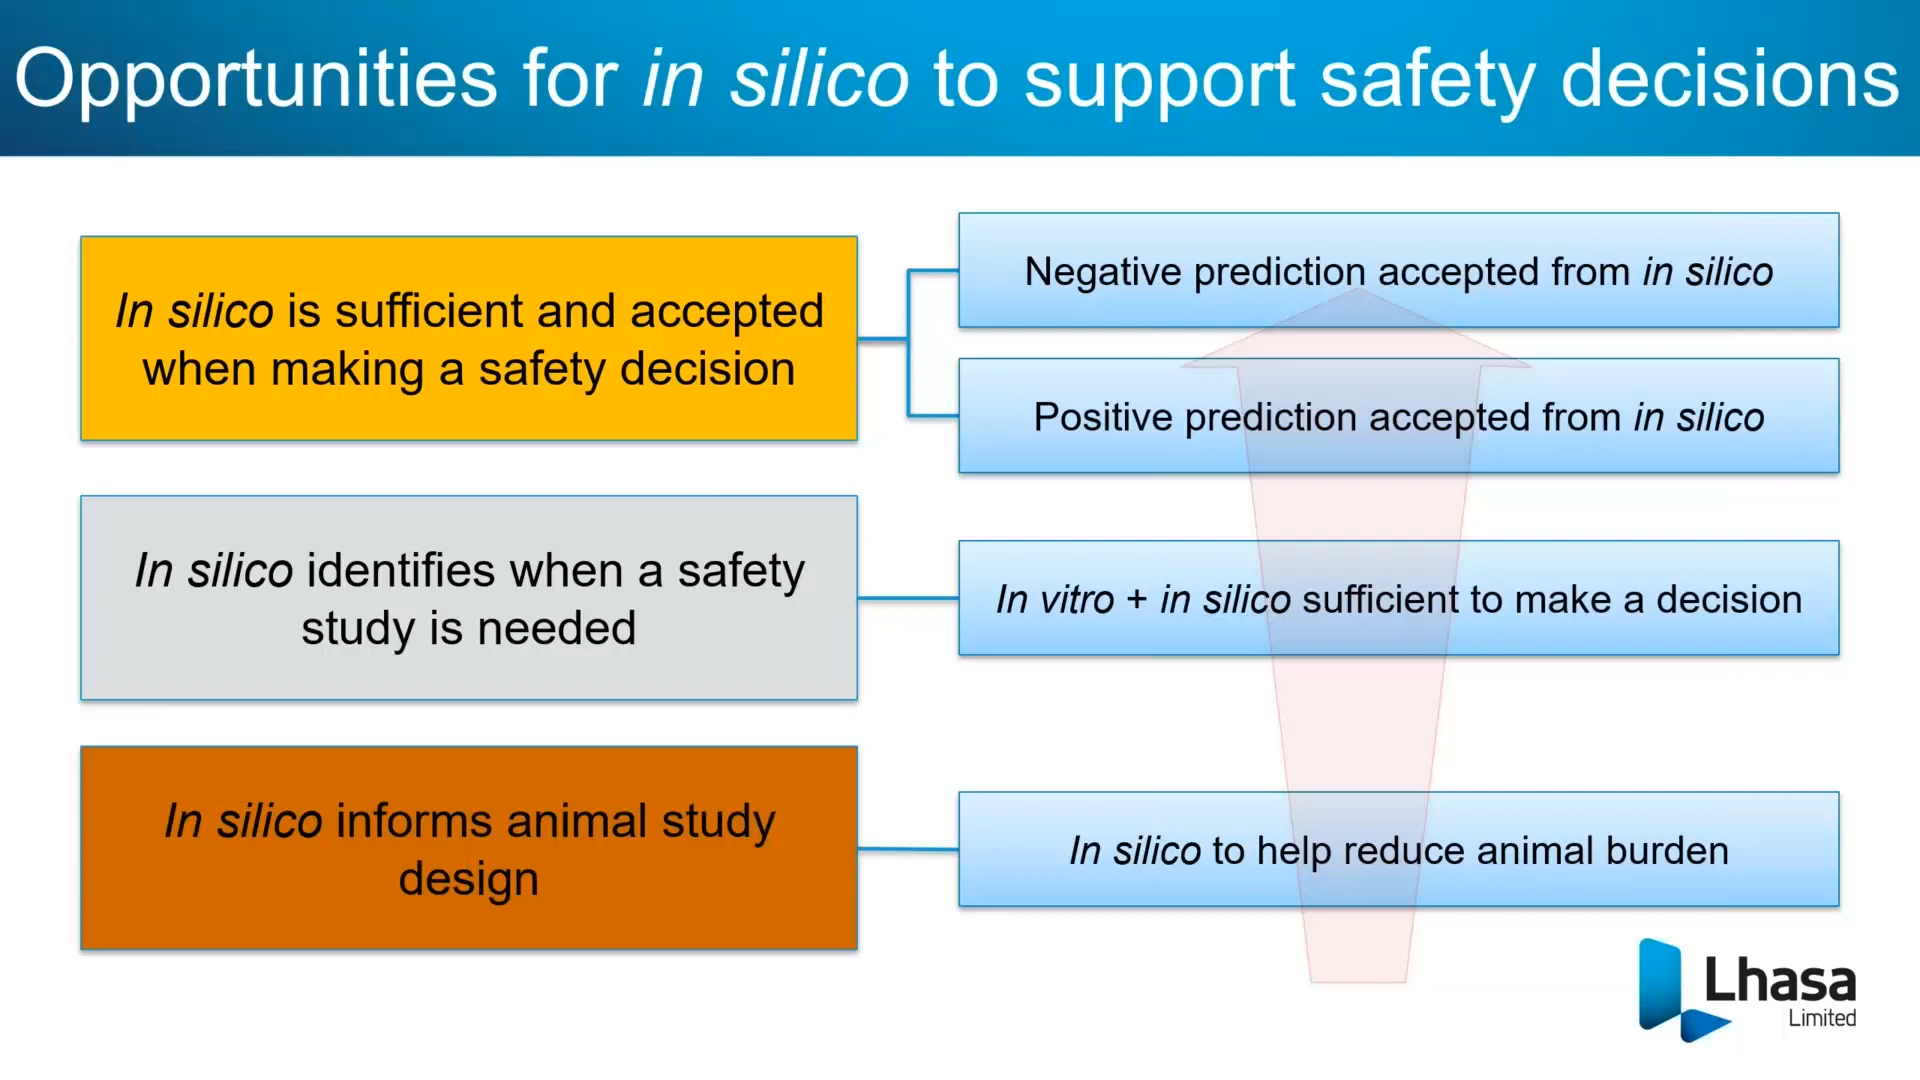 Opportunities for in silico to support safety decisions
In silico is sufficient and accepted
when making a safety decision
Negative prediction accepted from in silico
Positive prediction accepted from in silico
In silico identifies when a safety
study is needed
In vitro + in silico sufficient to make a decision
In silico informs animal study
design
In silico to help reduce animal burden
Lhasa
Limited